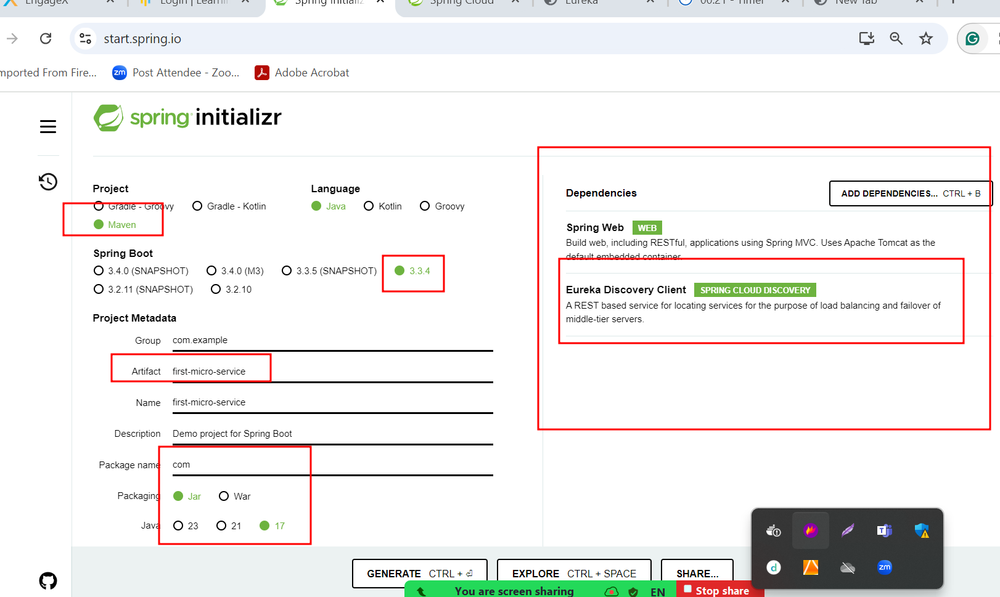 EngageX
Login | Learni
Spring Initializ
Spring Cloud
Eureka
00:21 - Timer
New Tab
start.spring.io
mported From Fire...
zm Post Attendee - Zoo...
Adobe Acrobat
spring initializr
Project
Language
Gradle - Groovy
Gradle - Kotlin
Java
Kotlin
Groovy
Maven
Spring Boot
3.4.0 (SNAPSHOT)
3.4.0 (M3)
3.3.5 (SNAPSHOT)
3.3.4
3.2.11 (SNAPSHOT)
3.2.10
Project Metadata
Group com.example
Artifact first-micro-service
Name first-micro-service
Description Demo project for Spring Boot
Package name com
Packaging Jar War
Java 23 21 17
Dependencies
ADD DEPENDENCIES... CTRL + B
Spring Web WEB
Build web, including RESTful, applications using Spring MVC. Uses Apache Tomcat as the
default embedded container.
Eureka Discovery Client SPRING CLOUD DISCOVERY
A REST based service for locating services for the purpose of load balancing and failover of
middle-tier servers.
GENERATE CTRL + ⏎
EXPLORE CTRL + SPACE
SHARE...
You are screen sharing
EN
Stop share
zm